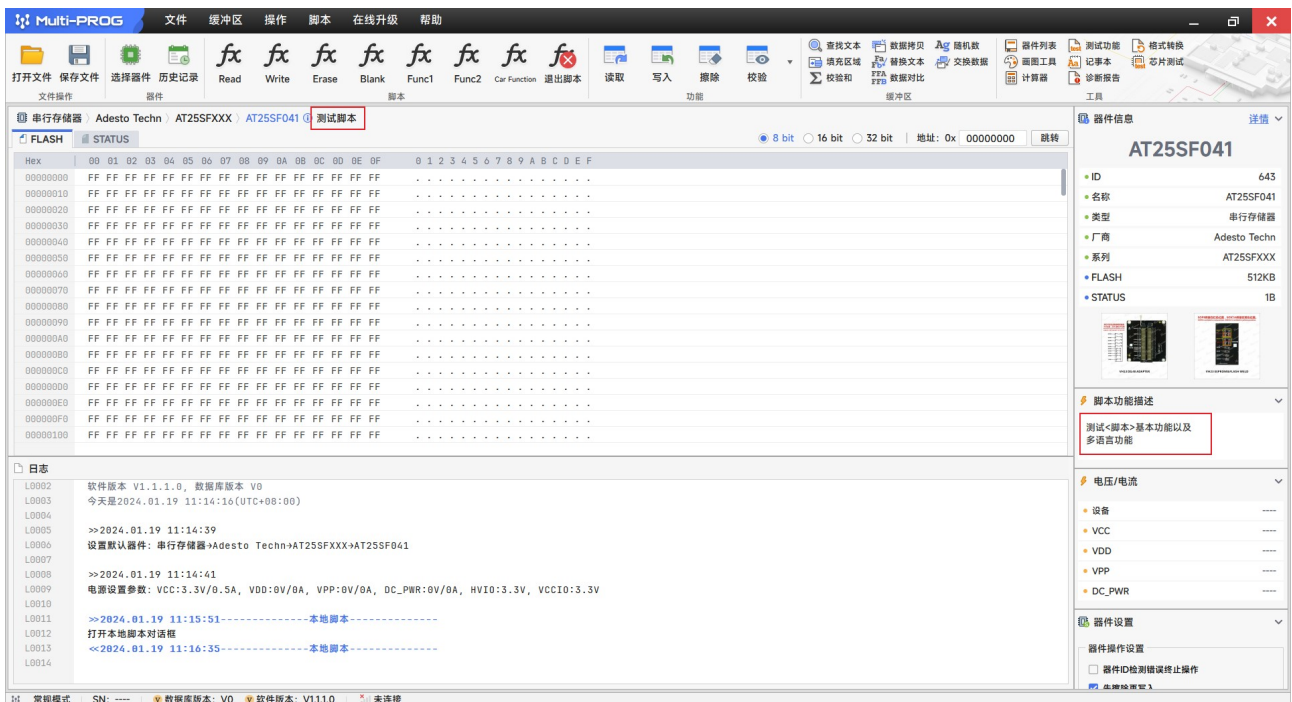 Multi-PROG 文件 缓冲区 操作 脚本 在线升级 帮助
打开文件 保存文件 选择器件 历史记录 Read Write Erase Blank Func1 Func2 Car Function 退出脚本 读取 写入 擦除 校验
查找文本 数据拷贝 随机数 器件列表 测试功能 格式转换
填充区域 替换文本 交换数据 画图工具 记事本 芯片测试
校验和 数据对比 计算器 诊断报告
文件操作 器件 脚本 功能 缓冲区 工具
串行存储器 〉 Adesto Techn 〉 AT25SFXXX 〉 AT25SF041 测试脚本
FLASH STATUS 8 bit 16 bit 32 bit | 地址: 0x 00000000 跳转
Hex 00 01 02 03 04 05 06 07 08 09 0A 0B 0C 0D 0E 0F 0 1 2 3 4 5 6 7 8 9 A B C D E F
00000000 FF FF FF FF FF FF FF FF FF FF FF FF FF FF FF FF . . . . . . . . . . . . . . . .
00000010 FF FF FF FF FF FF FF FF FF FF FF FF FF FF FF FF . . . . . . . . . . . . . . . .
00000020 FF FF FF FF FF FF FF FF FF FF FF FF FF FF FF FF . . . . . . . . . . . . . . . .
00000030 FF FF FF FF FF FF FF FF FF FF FF FF FF FF FF FF . . . . . . . . . . . . . . . .
00000040 FF FF FF FF FF FF FF FF FF FF FF FF FF FF FF FF . . . . . . . . . . . . . . . .
00000050 FF FF FF FF FF FF FF FF FF FF FF FF FF FF FF FF . . . . . . . . . . . . . . . .
00000060 FF FF FF FF FF FF FF FF FF FF FF FF FF FF FF FF . . . . . . . . . . . . . . . .
00000070 FF FF FF FF FF FF FF FF FF FF FF FF FF FF FF FF . . . . . . . . . . . . . . . .
00000080 FF FF FF FF FF FF FF FF FF FF FF FF FF FF FF FF . . . . . . . . . . . . . . . .
00000090 FF FF FF FF FF FF FF FF FF FF FF FF FF FF FF FF . . . . . . . . . . . . . . . .
000000A0 FF FF FF FF FF FF FF FF FF FF FF FF FF FF FF FF . . . . . . . . . . . . . . . .
000000B0 FF FF FF FF FF FF FF FF FF FF FF FF FF FF FF FF . . . . . . . . . . . . . . . .
000000C0 FF FF FF FF FF FF FF FF FF FF FF FF FF FF FF FF . . . . . . . . . . . . . . . .
000000D0 FF FF FF FF FF FF FF FF FF FF FF FF FF FF FF FF . . . . . . . . . . . . . . . .
000000E0 FF FF FF FF FF FF FF FF FF FF FF FF FF FF FF FF . . . . . . . . . . . . . . . .
000000F0 FF FF FF FF FF FF FF FF FF FF FF FF FF FF FF FF . . . . . . . . . . . . . . . .
00000100 FF FF FF FF FF FF FF FF FF FF FF FF FF FF FF FF . . . . . . . . . . . . . . . .
日志
L0002 软件版本 V1.1.1.0, 数据库版本 V0
L0003 今天是2024.01.19 11:14:16(UTC+08:00)
L0004
L0005 >>2024.01.19 11:14:39
L0006 设置默认器件: 串行存储器→Adesto Techn→AT25SFXXX→AT25SF041
L0007
L0008 >>2024.01.19 11:14:41
L0009 电源设置参数: VCC:3.3V/0.5A, VDD:0V/0A, VPP:0V/0A, DC_PWR:0V/0A, HVIO:3.3V, VCCIO:3.3V
L0010
L0011 >>2024.01.19 11:15:51--------------本地脚本--------------
L0012 打开本地脚本对话框
L0013 <<2024.01.19 11:16:35--------------本地脚本--------------
L0014
器件信息 详情
AT25SF041
ID 643
名称 AT25SF041
类型 串行存储器
厂商 Adesto Techn
系列 AT25SFXXX
FLASH 512KB
STATUS 1B
脚本功能描述
测试<脚本>基本功能以及
多语言功能
电压/电流
设备 ----
VCC ----
VDD ----
VPP ----
DC_PWR ----
器件设置
器件操作设置
器件ID检测错误终止操作
先擦除再写入
常规模式 SN: ---- 数据库版本: V0 软件版本: V1.1.1.0 未连接